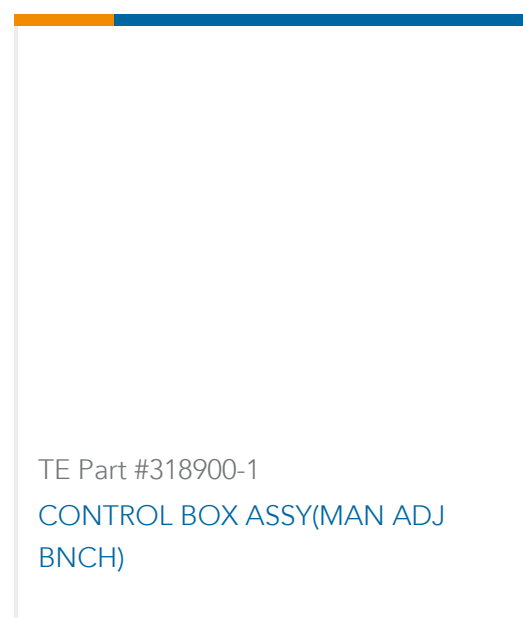 TE Part #318900-1
CONTROL BOX ASSY(MAN ADJ
BNCH)